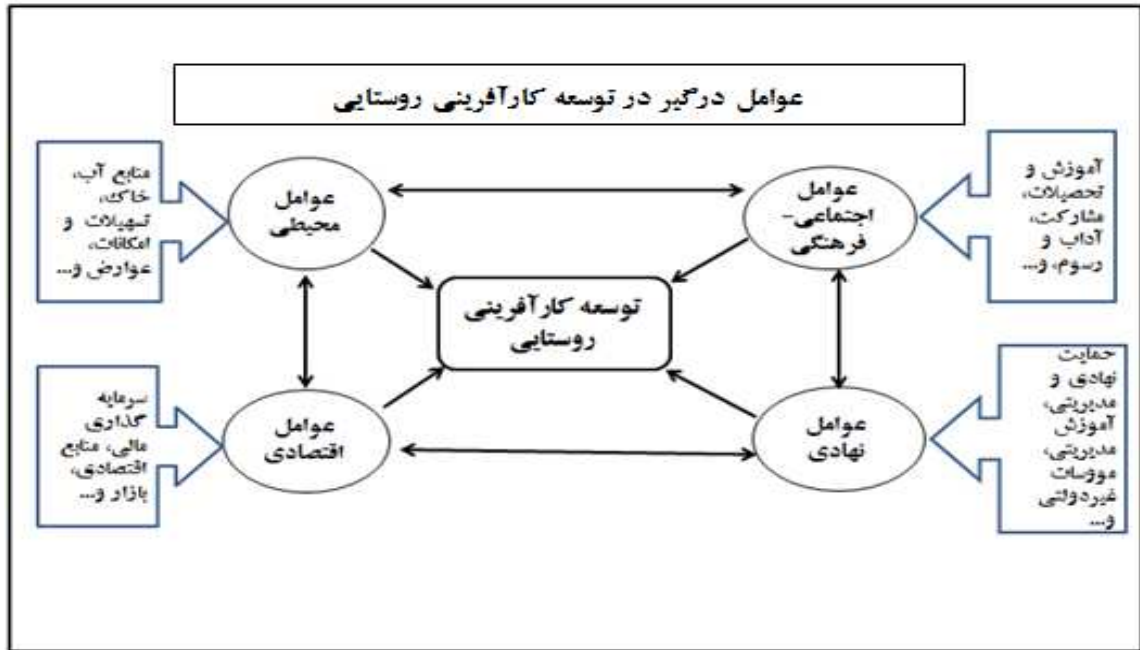 عوامل درگیر در توسعه کارآفرینی روستایی
آموزش و
تحصیلات،
مشارکت،
آداب و
رسوم، و...
عوامل
اجتماعی-
فرهنگی
عوامل
محیطی
منابع آب،
خاک،
تسهیلات و
امکانات،
عوارض و...
توسعه کارآفرینی
روستایی
حمایت
نهادی و
مدیریتی،
آموزش
مدیریتی،
مووسات
غیردولتی
و...
عوامل
نهادی
عوامل
اقتصادی
سرمایه
گذاری
مالی، منابع
اقتصادی،
بازار و...